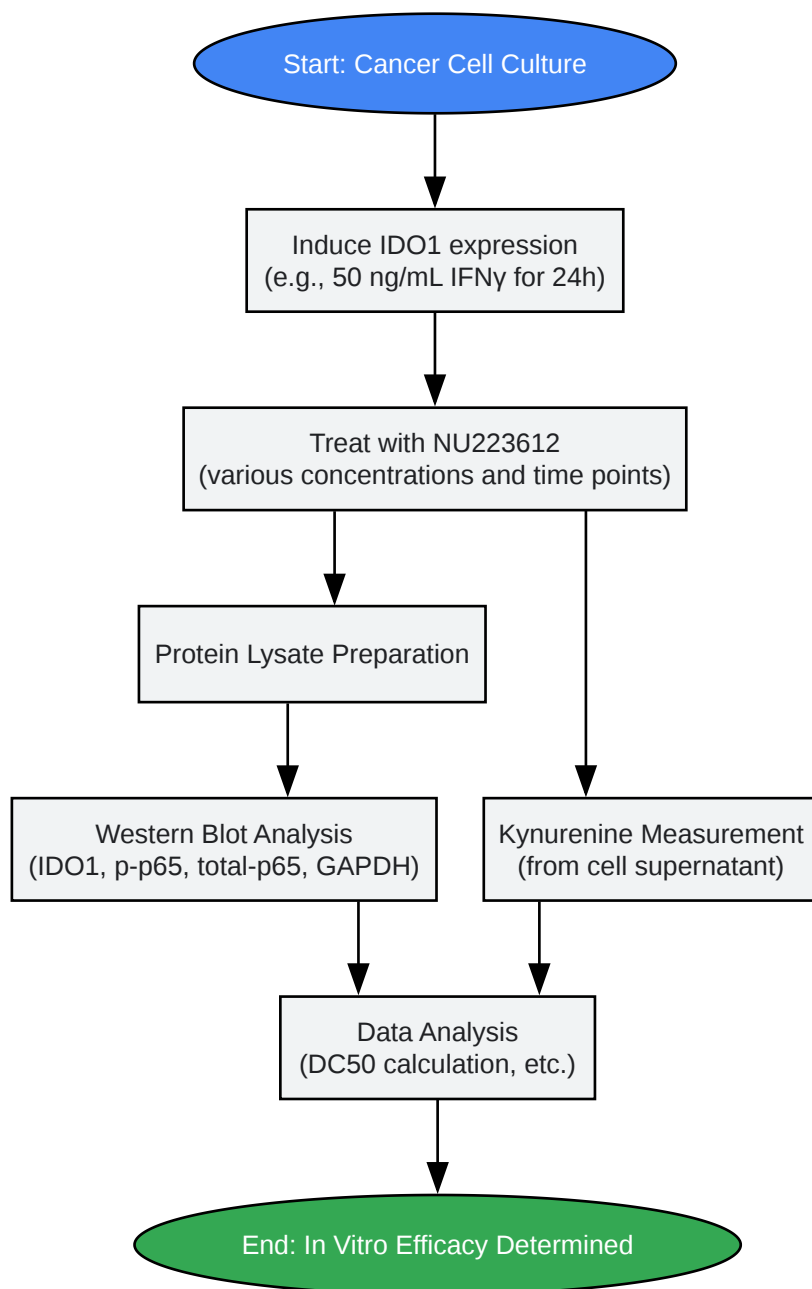 Start: Cancer Cell Culture
Induce IDO1 expression
(e.g., 50 ng/mL IFNγ for 24h)
Treat with NU223612
(various concentrations and time points)
Protein Lysate Preparation
Western Blot Analysis
(IDO1, p-p65, total-p65, GAPDH)
Kynurenine Measurement
(from cell supernatant)
Data Analysis
(DC50 calculation, etc.)
End: In Vitro Efficacy Determined